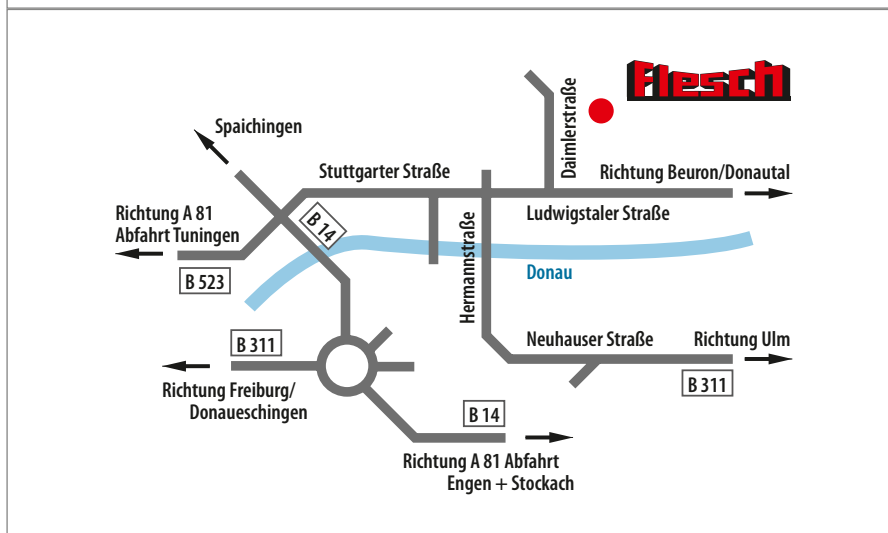 Flesch
Daimlerstraße
Spaichingen
Stuttgarter Straße
Richtung Beuron/Donautal
Richtung A 81
Abfahrt Tuningen
B 14
Ludwigstaler Straße
Hermannstraße
B 523
Donau
B 311
Neuhauser Straße
Richtung Ulm
Richtung Freiburg/
Donaueschingen
B 311
B 14
Richtung A 81 Abfahrt
Engen + Stockach